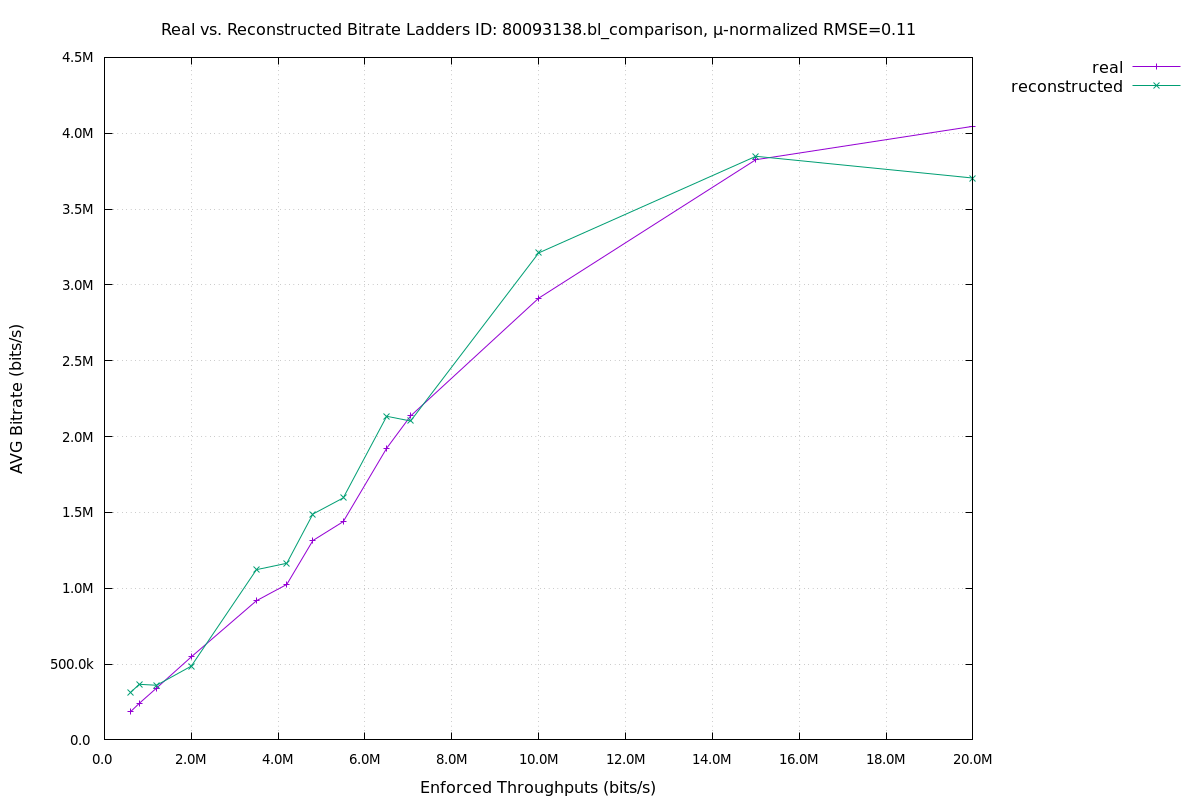 Real vs. Reconstructed Bitrate Ladders ID: 80093138.bl_comparison, μ-normalized RMSE=0.11
real
reconstructed
4.5M
4.0M
3.5M
3.0M
2.5M
2.0M
1.5M
1.0M
500.0k
0.0
AVG Bitrate (bits/s)
0.0 2.0M 4.0M 6.0M 8.0M 10.0M 12.0M 14.0M 16.0M 18.0M 20.0M
Enforced Throughputs (bits/s)